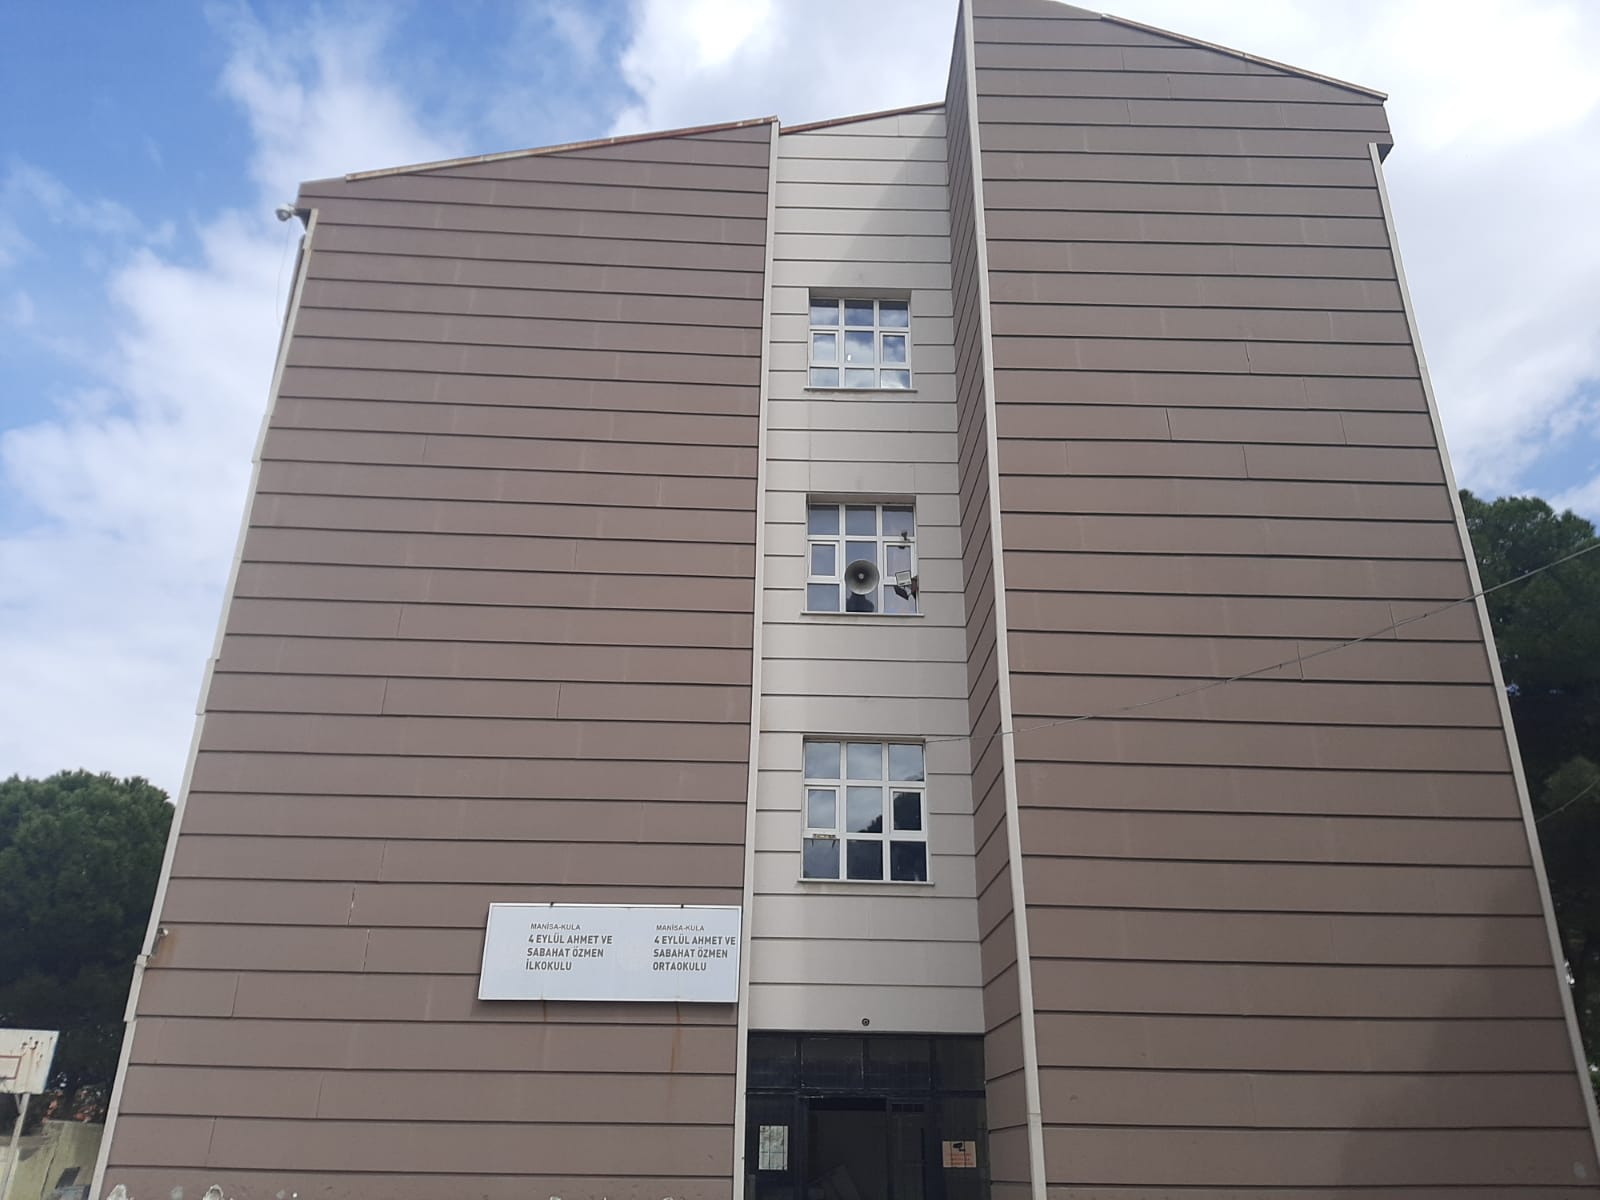 MANİSA-KULA
4 EYLÜL AHMET VE
SABAHAT ÖZMEN
İLKOKULU
MANİSA-KULA
4 EYLÜL AHMET VE
SABAHAT ÖZMEN
ORTAOKULU